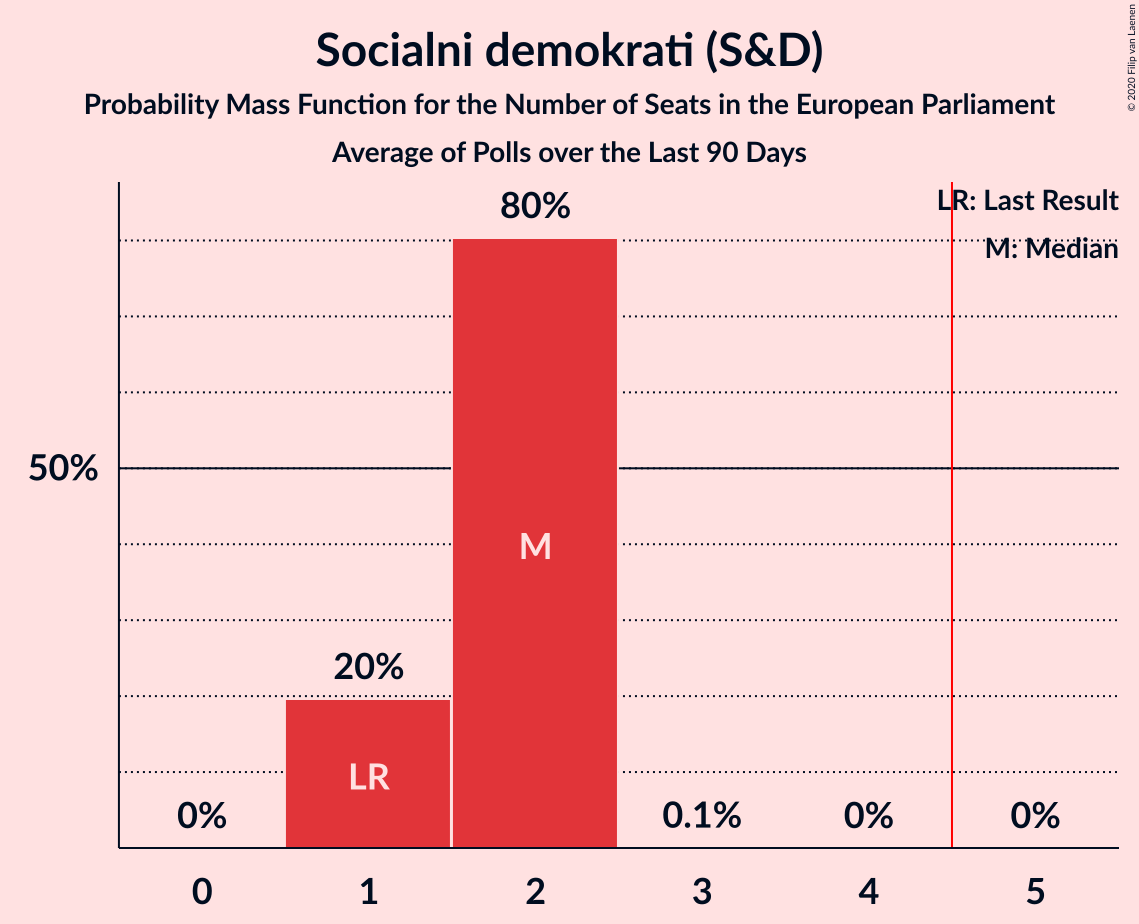 Socialni demokrati (S&D)
Probability Mass Function for the Number of Seats in the European Parliament
Average of Polls over the Last 90 Days
© 2020 Filip van Laenen
LR: Last Result
M: Median
80%
50%
M
20%
LR
0%
0.1%
0%
0%
0
1
2
3
4
5